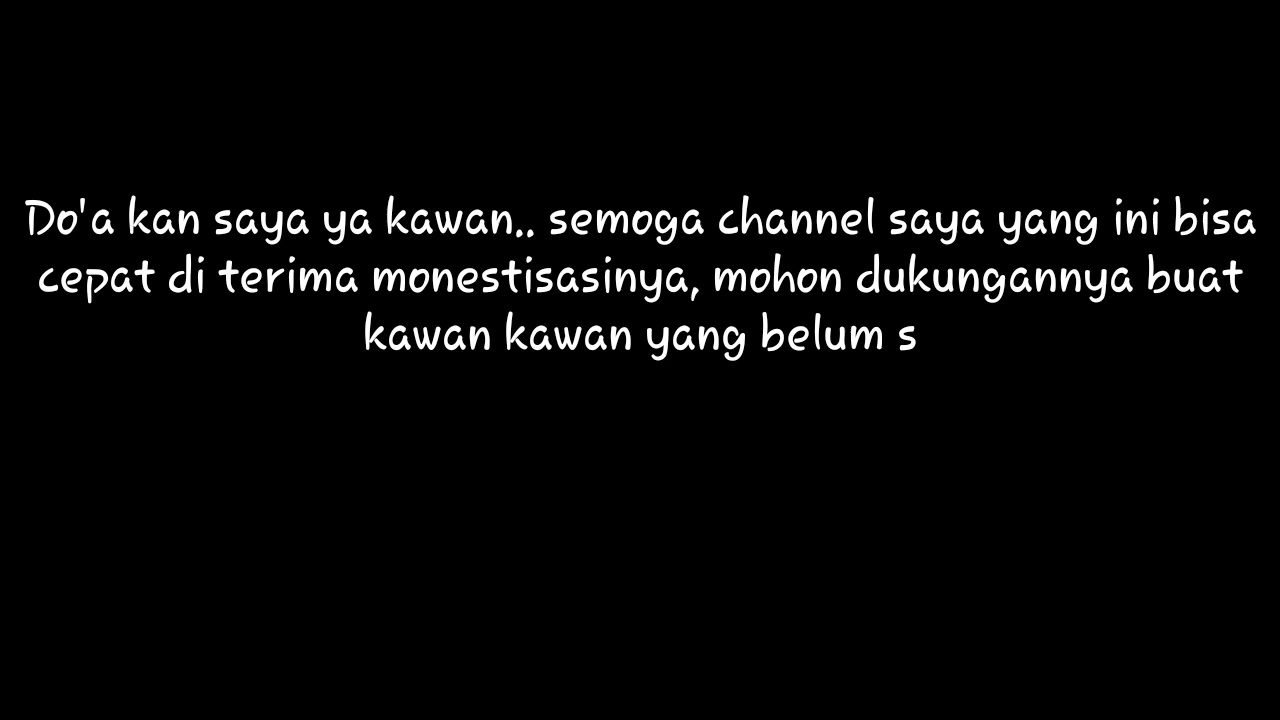 Do'a kan saya ya kawan.. semoga channel saya yang ini bisa
cepat di terima monestisasinya, mohon dukungannya buat
kawan kawan yang belum s